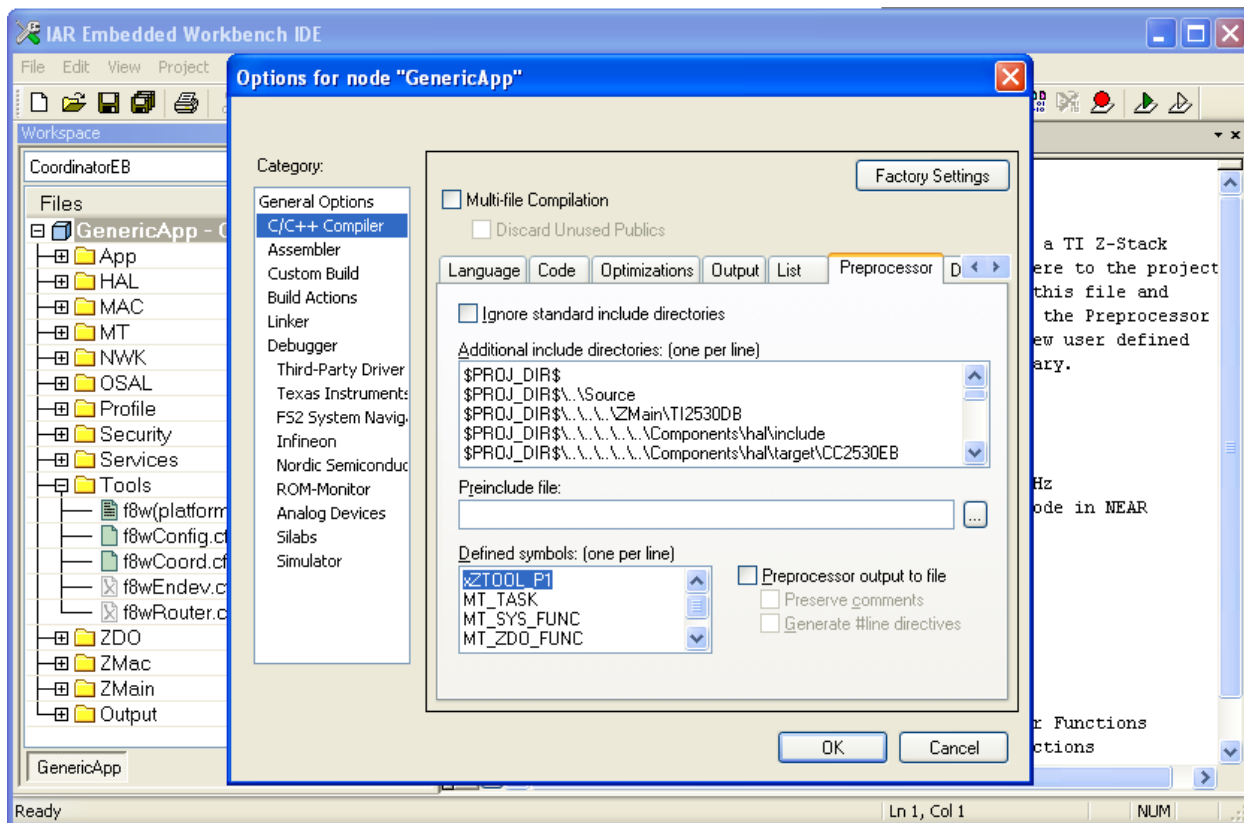 IAR Embedded Workbench IDE
File Edit View Project
Options for node "GenericApp"
Workspace
CoordinatorEB
Files
GenericApp - C
App
HAL
MAC
MT
NWK
OSAL
Profile
Security
Services
Tools
f8w(platform
f8wConfig.cf
f8wCoord.cf
f8wEndev.c
f8wRouter.c
ZDO
ZMac
ZMain
Output
GenericApp
Category:
General Options
C/C++ Compiler
Assembler
Custom Build
Build Actions
Linker
Debugger
Third-Party Driver
Texas Instruments
FS2 System Navig
Infineon
Nordic Semiconduc
ROM-Monitor
Analog Devices
Silabs
Simulator
Factory Settings
Multi-file Compilation
Discard Unused Publics
Language Code Optimizations Output List Preprocessor D
Ignore standard include directories
Additional include directories: (one per line)
$PROJ_DIR$
$PROJ_DIR$\..\Source
$PROJ_DIR$\..\..\..\ZMain\TI2530DB
$PROJ_DIR$\..\..\..\..\..\Components\hal\include
$PROJ_DIR$\..\..\..\..\..\Components\hal\target\CC2530EB
Preinclude file:
...
Defined symbols: (one per line)
xZTOOL_P1
MT_TASK
MT_SYS_FUNC
MT_ZDO_FUNC
Preprocessor output to file
Preserve comments
Generate #line directives
OK Cancel
a TI Z-Stack
ere to the project
this file and
the Preprocessor
ew user defined
ary.
Hz
ode in NEAR
r Functions
ctions
Ready Ln 1, Col 1 NUM